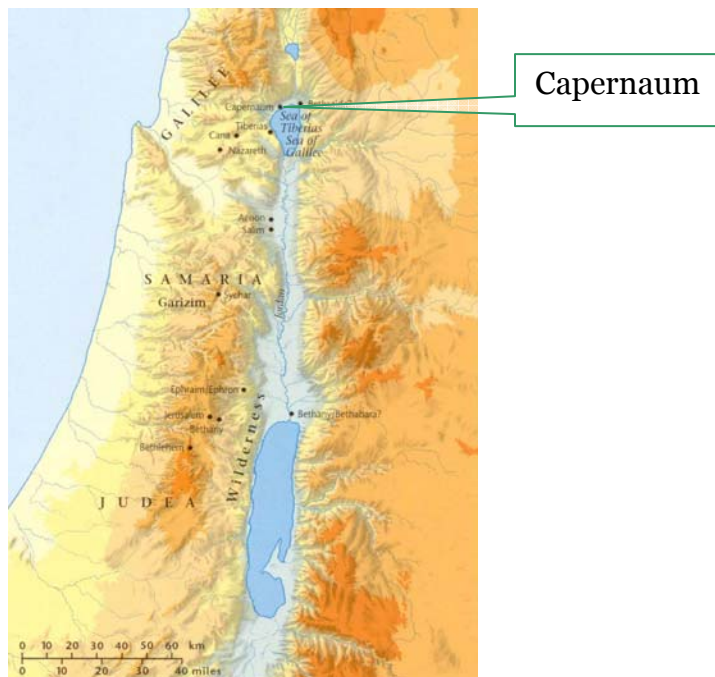 Capernaum
GALILEE
Capernaum
Tiberias
Sea of
Tiberias
Sea of
Galilee
Cana
Nazareth
Aenon
Salim
SAMARIA
Sychar
Garizim
Jordan
Ephraim/Ephron
Jerusalem
Bethany
Bethany/Bethabara?
Bethlehem
Wilderness
JUDEA
0 10 20 30 40 50 60 km
0 10 20 30 40 miles